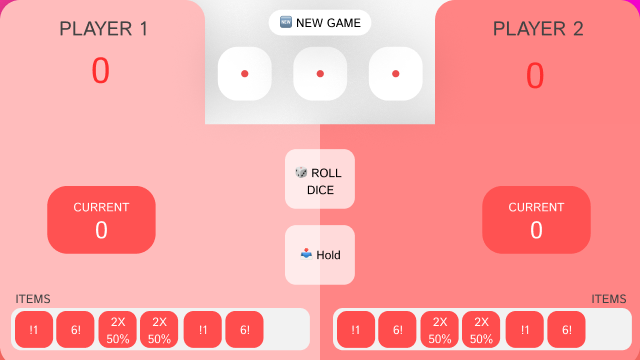 PLAYER 1
0
🆕 NEW GAME
PLAYER 2
0
🎲 ROLL
DICE
CURRENT
0
📥 Hold
CURRENT
0
ITEMS
!1 6! 2X 50% 2X 50% !1 6!
ITEMS
!1 6! 2X 50% 2X 50% !1 6!